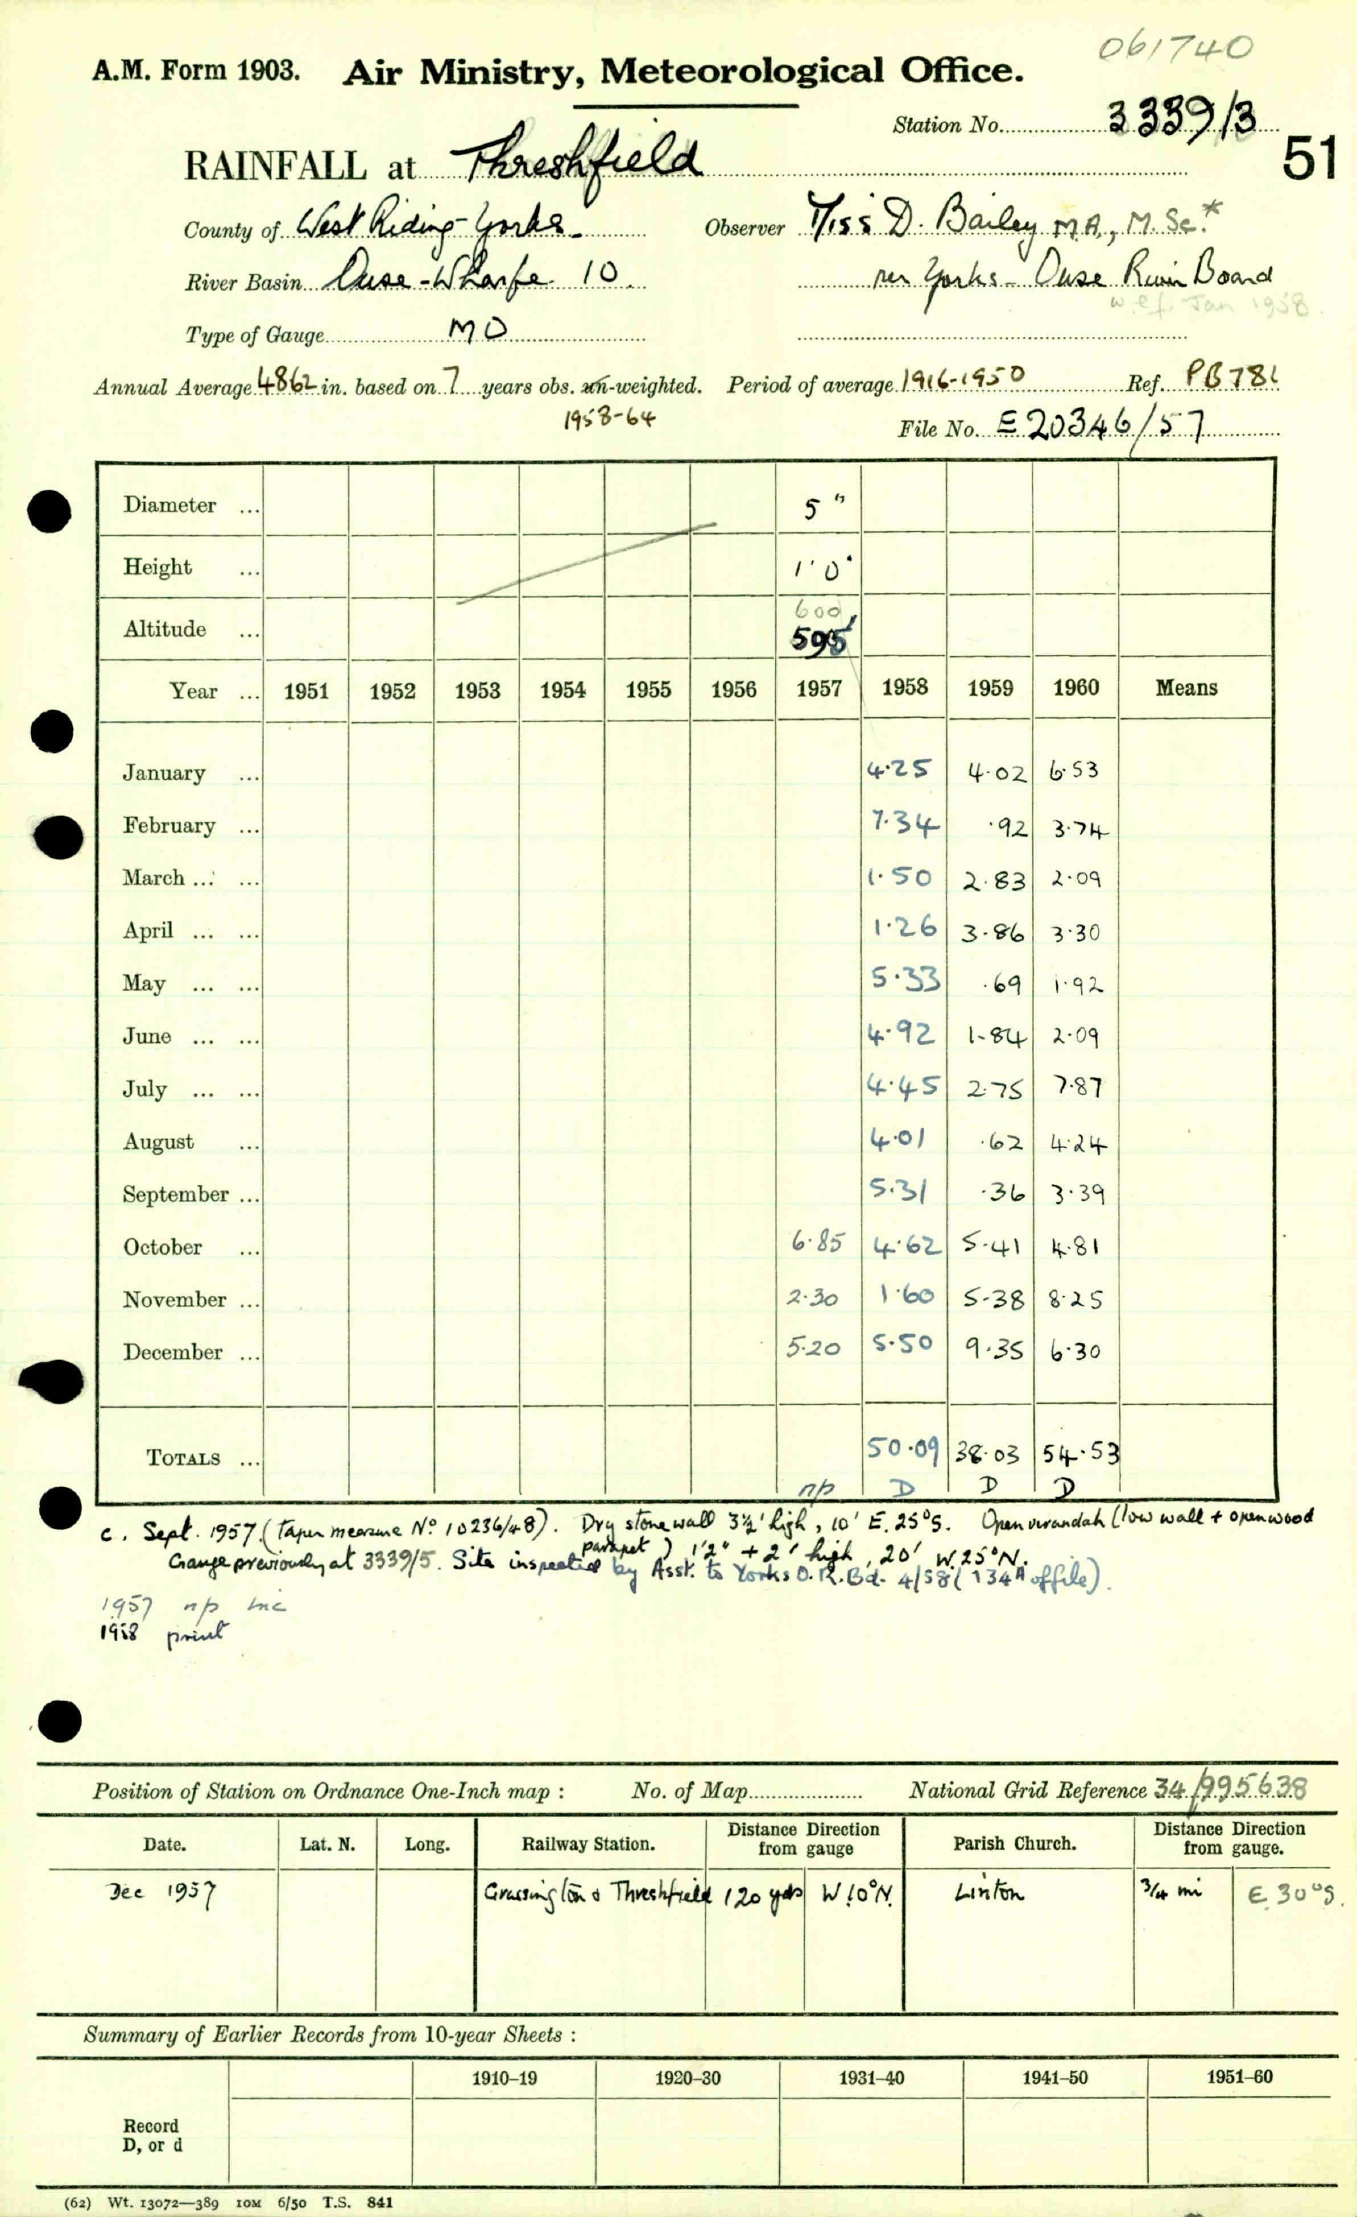 061740
A.M. Form 1903. Air Ministry, Meteorological Office.
Station No. 3339/3
51
RAINFALL at Threshfield
County of West Riding - Yorks. Observer Miss D. Bailey M.A., M.Sc.*
River Basin Ouse - Wharfe 10. per Yorks - Ouse River Board
w.e.f. Jan 1958.
Type of Gauge MO
Annual Average 48.62 in. based on 7 years obs. un-weighted. Period of average 1916-1950 Ref. PB781
1958-64
File No. E20346/57
Diameter ... 5"
Height ... 1' 0"
600
Altitude ... 595'
Year ... 1951 1952 1953 1954 1955 1956 1957 1958 1959 1960 Means
January ... 4·25 4·02 6·53
February ... 7·34 ·92 3·74
March ... ... 1·50 2·83 2·09
April ... ... 1·26 3·86 3·30
May ... ... 5·33 ·69 1·92
June ... ... 4·92 1·84 2·09
July ... ... 4·45 2·75 7·87
August ... 4·01 ·62 4·24
September ... 5·31 ·36 3·39
October ... 6·85 4·62 5·41 4·81
November ... 2·30 1·60 5·38 8·25
December ... 5·20 5·50 9·35 6·30
TOTALS ... 50·09 38·03 54·53
np D D D
c. Sept. 1957. (taper measure No 10236/48). Dry stone wall 3½' high, 10' E. 25°S. Open verandah (low wall + open wood
parapet) 1'2" + 2' high, 20' W.25°N.
Gauge previously at 3339/5. Site inspected by Asst. to Yorks O.R.Bd. 4/58 (134A of file).
1957 np inc
1958 print
Position of Station on Ordnance One-Inch map : No. of Map National Grid Reference 34/995638
Date. Lat. N. Long. Railway Station. Distance Direction from gauge Parish Church. Distance Direction from gauge.
Dec 1957 Grassington & Threshfield 120 yds W.10°N. Linton ¾ mi E.30°S.
Summary of Earlier Records from 10-year Sheets :
1910–19 1920–30 1931–40 1941–50 1951–60
Record
D, or d
(62) Wt. 13072—389 10M 6/50 T.S. 841